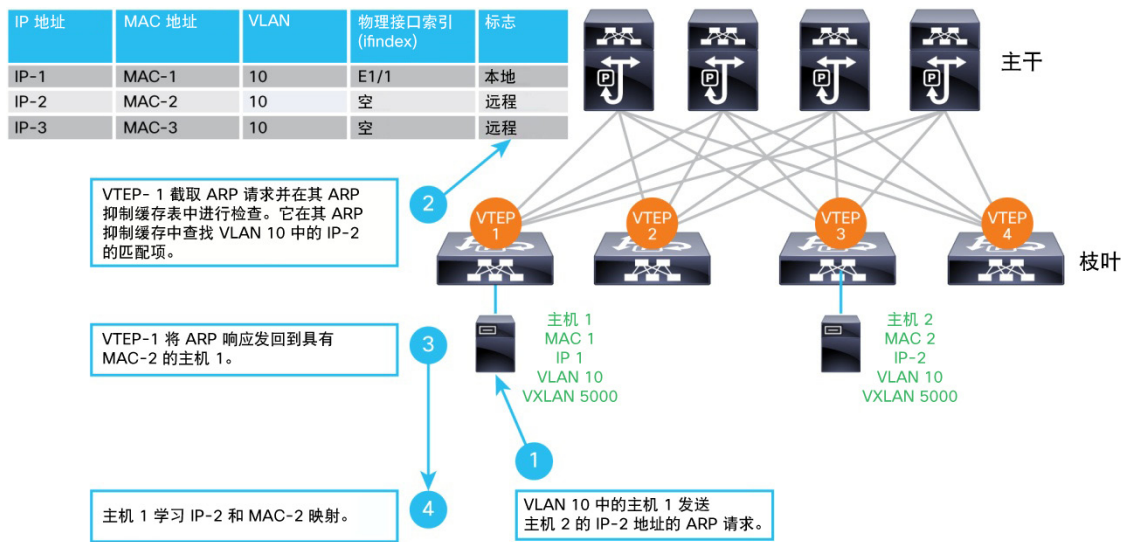 IP 地址 MAC 地址 VLAN 物理接口索引 标志
(ifindex)
IP-1 MAC-1 10 E1/1 本地
IP-2 MAC-2 10 空 远程
IP-3 MAC-3 10 空 远程
P P P P
主干
VTEP- 1 截取 ARP 请求并在其 ARP
抑制缓存表中进行检查。它在其 ARP
抑制缓存中查找 VLAN 10 中的 IP-2
的匹配项。
2
VTEP
1
VTEP
2
VTEP
3
VTEP
4
枝叶
VTEP-1 将 ARP 响应发回到具有
MAC-2 的主机 1。
3
主机 1
MAC 1
IP 1
VLAN 10
VXLAN 5000
主机 2
MAC 2
IP-2
VLAN 10
VXLAN 5000
1
主机 1 学习 IP-2 和 MAC-2 映射。
4
VLAN 10 中的主机 1 发送
主机 2 的 IP-2 地址的 ARP 请求。